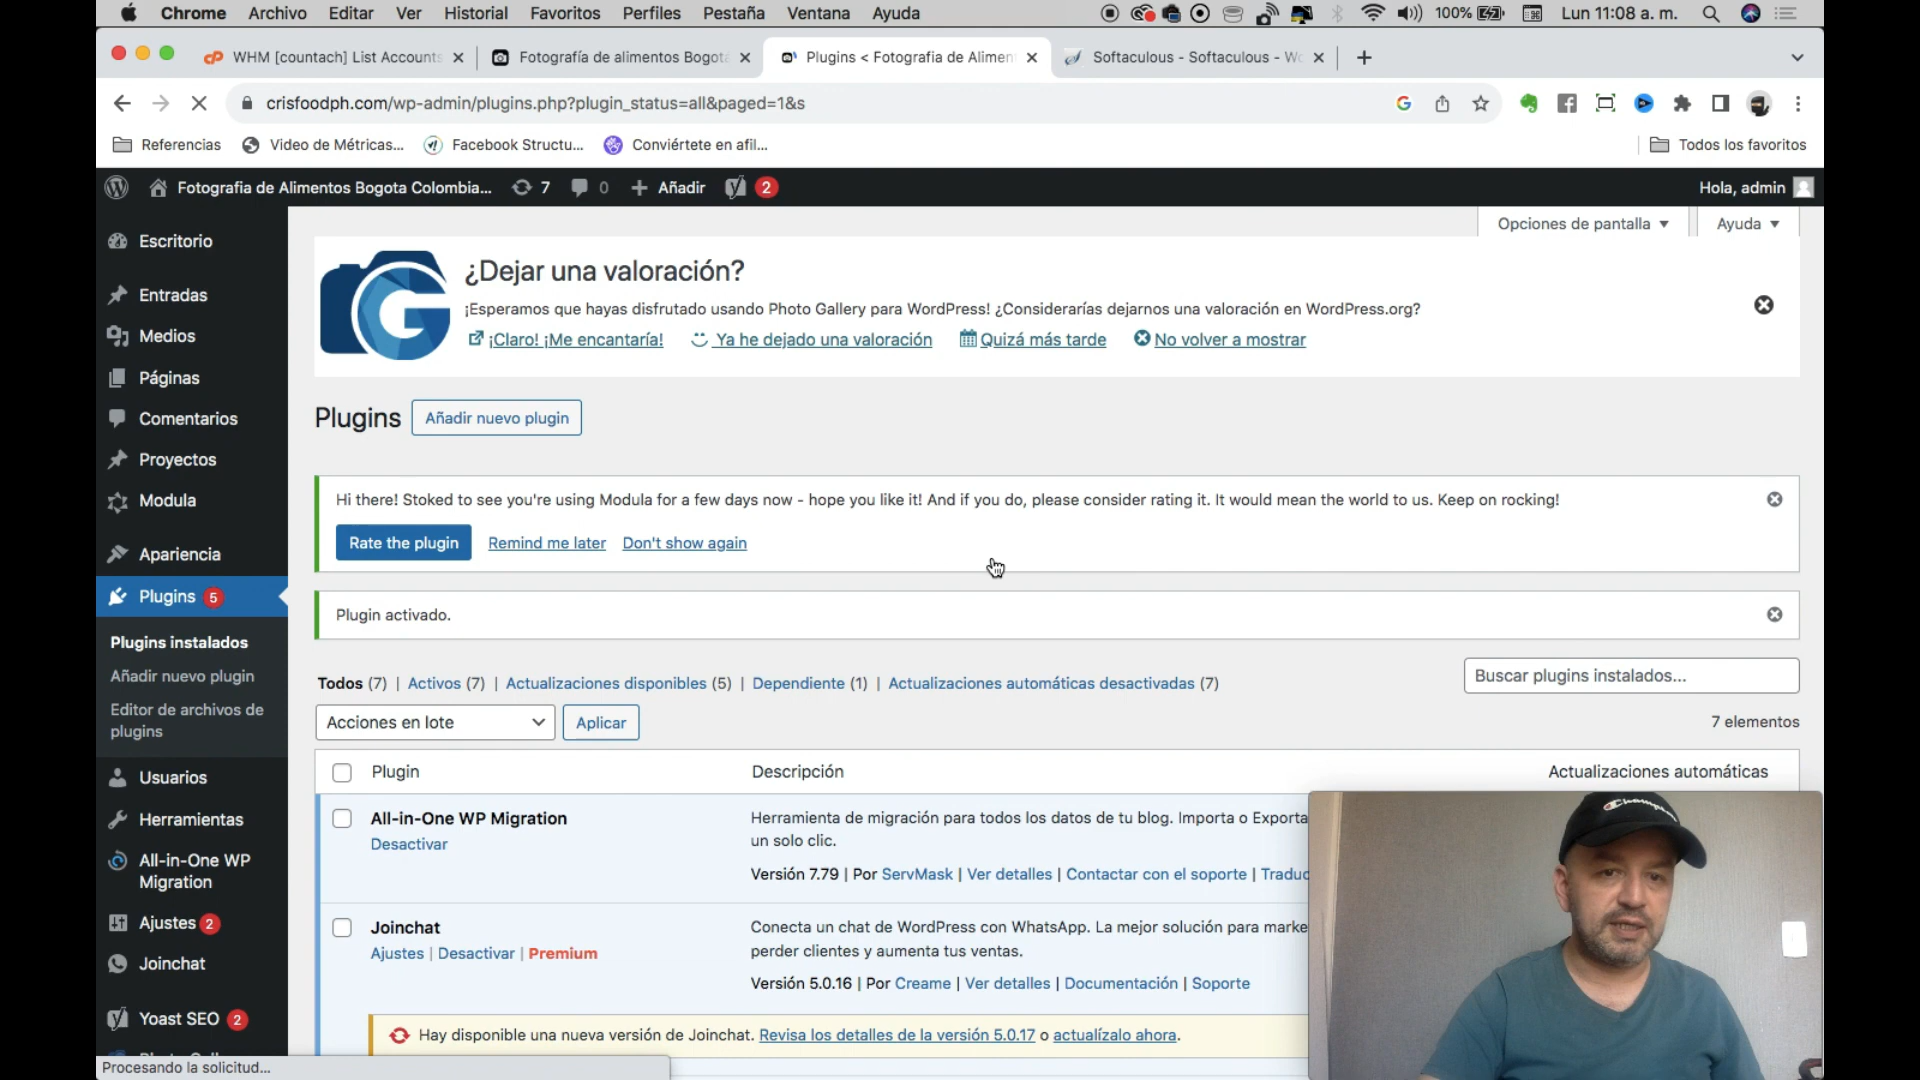 Chrome Archivo Editar Ver Historial Favoritos Perfiles Pestaña Ventana Ayuda 100% Lun 11:08 a. m.
WHM [countach] List Accounts Fotografía de alimentos Bogotá Plugins < Fotografia de Alimen Softaculous - Softaculous - Wo
crisfoodph.com/wp-admin/plugins.php?plugin_status=all&paged=1&s
Referencias Video de Métricas... Facebook Structu... Conviértete en afil... Todos los favoritos
Fotografia de Alimentos Bogota Colombia... 7 0 Añadir 2 Hola, admin
Opciones de pantalla Ayuda
Escritorio
Entradas
Medios
Páginas
Comentarios
Proyectos
Modula
Apariencia
Plugins 5
Plugins instalados
Añadir nuevo plugin
Editor de archivos de
plugins
Usuarios
Herramientas
All-in-One WP
Migration
Ajustes 2
Joinchat
Yoast SEO 2
Procesando la solicitud...
G
¿Dejar una valoración?
¡Esperamos que hayas disfrutado usando Photo Gallery para WordPress! ¿Considerarías dejarnos una valoración en WordPress.org?
¡Claro! ¡Me encantaría! Ya he dejado una valoración Quizá más tarde No volver a mostrar
Plugins Añadir nuevo plugin
Hi there! Stoked to see you're using Modula for a few days now - hope you like it! And if you do, please consider rating it. It would mean the world to us. Keep on rocking!
Rate the plugin Remind me later Don't show again
Plugin activado.
Todos (7) | Activos (7) | Actualizaciones disponibles (5) | Dependiente (1) | Actualizaciones automáticas desactivadas (7)
Buscar plugins instalados...
Acciones en lote Aplicar 7 elementos
Plugin Descripción Actualizaciones automáticas
All-in-One WP Migration
Desactivar
Herramienta de migración para todos los datos de tu blog. Importa o Exporta
un solo clic.
Versión 7.79 | Por ServMask | Ver detalles | Contactar con el soporte | Traduc
Joinchat
Ajustes | Desactivar | Premium
Conecta un chat de WordPress con WhatsApp. La mejor solución para marke
perder clientes y aumenta tus ventas.
Versión 5.0.16 | Por Creame | Ver detalles | Documentación | Soporte
Hay disponible una nueva versión de Joinchat. Revisa los detalles de la versión 5.0.17 o actualízalo ahora.
Champion